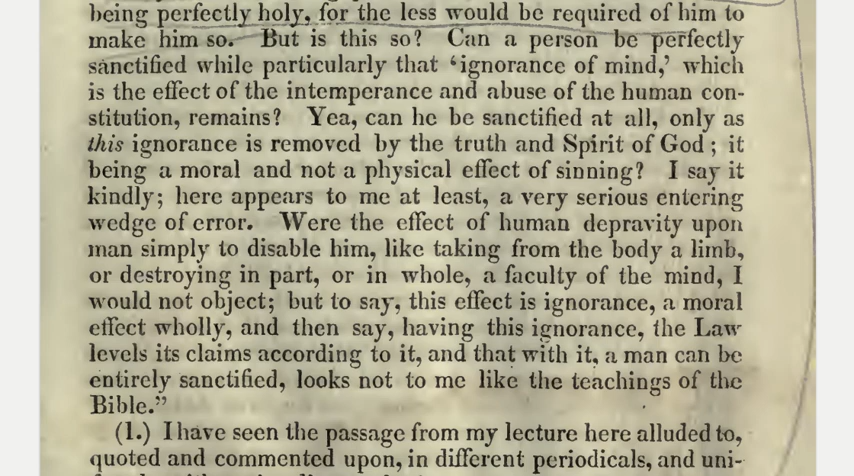 being perfectly holy, for the less would be required of him to
make him so. But is this so? Can a person be perfectly
sanctified while particularly that ‘ignorance of mind,’ which
is the effect of the intemperance and abuse of the human con-
stitution, remains? Yea, can he be sanctified at all, only as
this ignorance is removed by the truth and Spirit of God; it
being a moral and not a physical effect of sinning? I say it
kindly; here appears to me at least, a very serious entering
wedge of error. Were the effect of human depravity upon
man simply to disable him, like taking from the body a limb,
or destroying in part, or in whole, a faculty of the mind, I
would not object; but to say, this effect is ignorance, a moral
effect wholly, and then say, having this ignorance, the Law
levels its claims according to it, and that with it, a man can be
entirely sanctified, looks not to me like the teachings of the
Bible.”
(1.) I have seen the passage from my lecture here alluded to,
quoted and commented upon, in different periodicals, and uni-